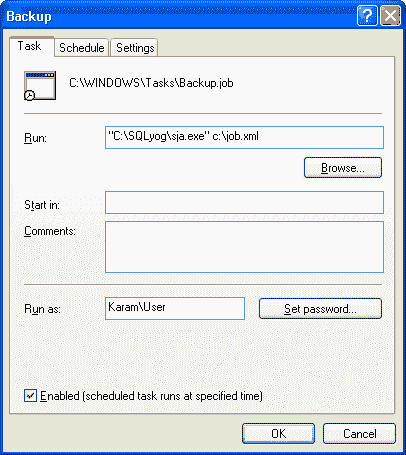 Backup
Task Schedule Settings
C:\WINDOWS\Tasks\Backup.job
Run: "C:\SQLyog\sja.exe" c:\job.xml
Browse...
Start in:
Comments:
Run as: Karam\User Set password...
Enabled (scheduled task runs at specified time)
OK Cancel